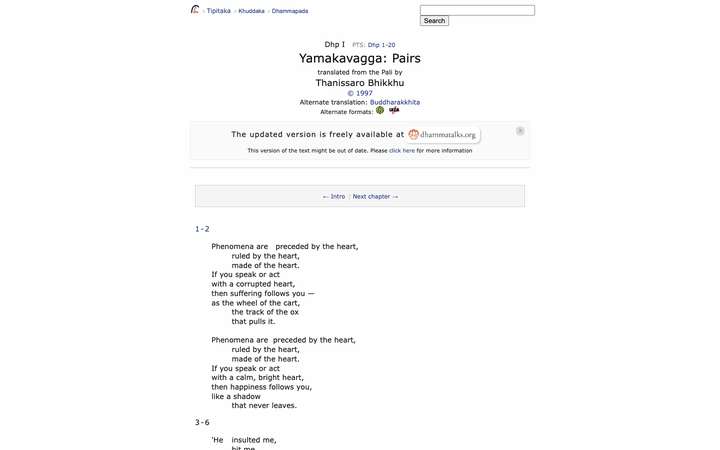 › Tipitaka › Khuddaka › Dhammapada
Search
Dhp I PTS: Dhp 1-20
Yamakavagga: Pairs
translated from the Pali by
Thanissaro Bhikkhu
© 1997
Alternate translation: Buddharakkhita
Alternate formats:
The updated version is freely available at dhammatalks.org
This version of the text might be out of date. Please click here for more information
← Intro | Next chapter →
1-2
Phenomena are preceded by the heart,
ruled by the heart,
made of the heart.
If you speak or act
with a corrupted heart,
then suffering follows you —
as the wheel of the cart,
the track of the ox
that pulls it.
Phenomena are preceded by the heart,
ruled by the heart,
made of the heart.
If you speak or act
with a calm, bright heart,
then happiness follows you,
like a shadow
that never leaves.
3-6
'He insulted me,
hit me,